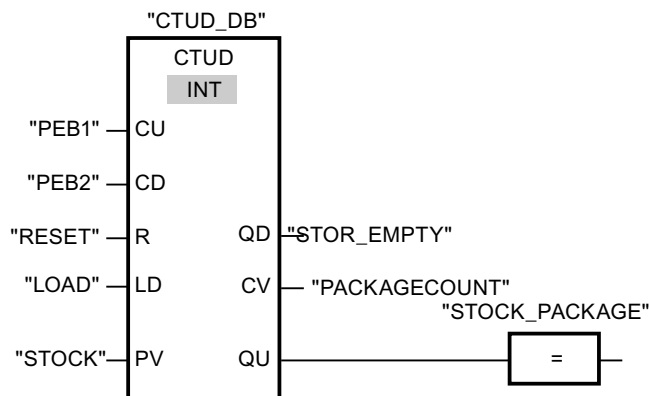 "CTUD_DB"
CTUD
INT
"PEB1" CU
"PEB2" CD
"RESET" R QD "STOR_EMPTY"
"LOAD" LD CV "PACKAGECOUNT"
"STOCK_PACKAGE"
"STOCK" PV QU =